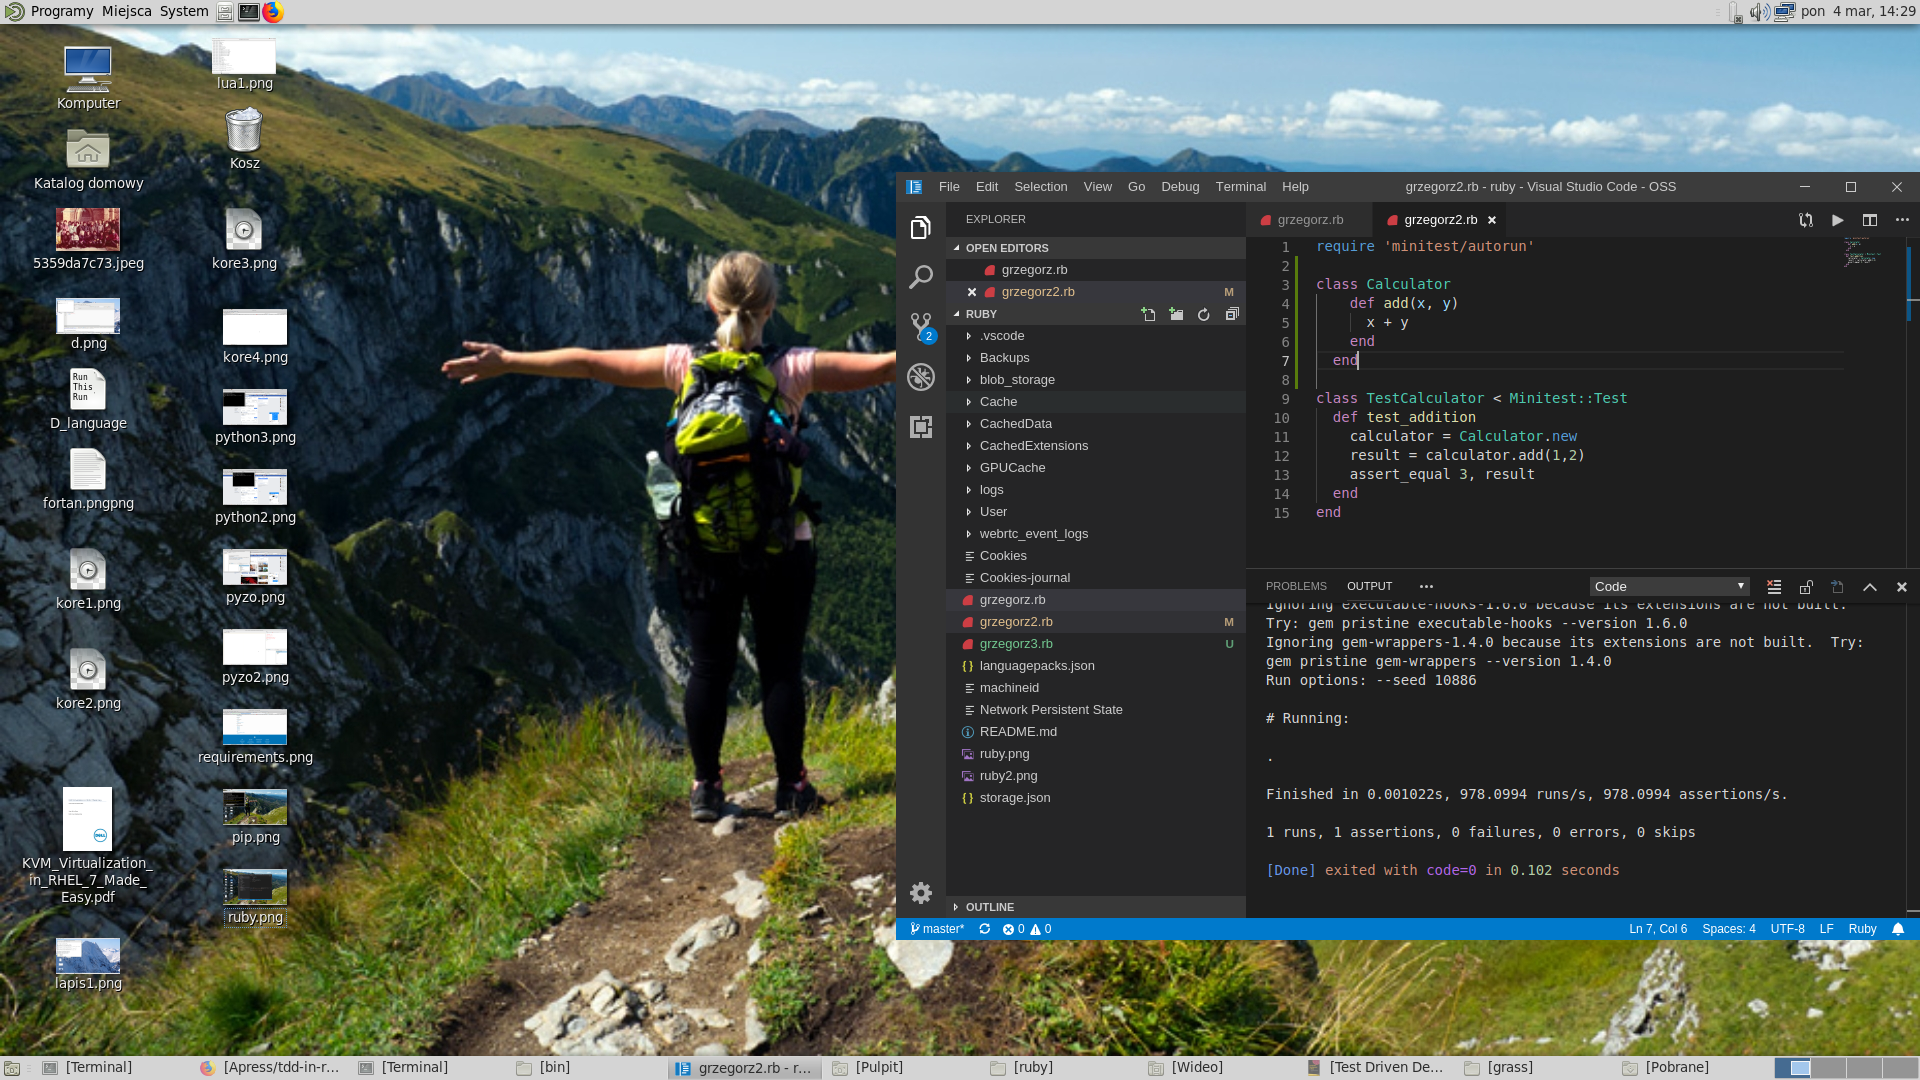 Programy Miejsca System
pon 4 mar, 14:29
Komputer
Katalog domowy
5359da7c73.jpeg
d.png
Run
This
Run
D_language
fortan.pngpng
kore1.png
kore2.png
KVM_Virtualization_
in_RHEL_7_Made_
Easy.pdf
lapis1.png
lua1.png
Kosz
kore3.png
kore4.png
python3.png
python2.png
pyzo.png
pyzo2.png
requirements.png
pip.png
ruby.png
File Edit Selection View Go Debug Terminal Help
grzegorz2.rb - ruby - Visual Studio Code - OSS
2
EXPLORER
OPEN EDITORS
grzegorz.rb
grzegorz2.rb M
RUBY
.vscode
Backups
blob_storage
Cache
CachedData
CachedExtensions
GPUCache
logs
User
webrtc_event_logs
Cookies
Cookies-journal
grzegorz.rb
grzegorz2.rb M
grzegorz3.rb U
{} languagepacks.json
machineid
Network Persistent State
README.md
ruby.png
ruby2.png
{} storage.json
OUTLINE
grzegorz.rb grzegorz2.rb
1 require 'minitest/autorun'
2
3 class Calculator
4 def add(x, y)
5 x + y
6 end
7 end
8
9 class TestCalculator < Minitest::Test
10 def test_addition
11 calculator = Calculator.new
12 result = calculator.add(1,2)
13 assert_equal 3, result
14 end
15 end
PROBLEMS OUTPUT ... Code
Ignoring executable-hooks-1.6.0 because its extensions are not built.
Try: gem pristine executable-hooks --version 1.6.0
Ignoring gem-wrappers-1.4.0 because its extensions are not built. Try:
gem pristine gem-wrappers --version 1.4.0
Run options: --seed 10886
# Running:
.
Finished in 0.001022s, 978.0994 runs/s, 978.0994 assertions/s.
1 runs, 1 assertions, 0 failures, 0 errors, 0 skips
[Done] exited with code=0 in 0.102 seconds
master* 0 0
Ln 7, Col 6 Spaces: 4 UTF-8 LF Ruby
[Terminal] [Apress/tdd-in-r... [Terminal] [bin] grzegorz2.rb - r... [Pulpit] [ruby] [Wideo] [Test Driven De... [grass] [Pobrane]